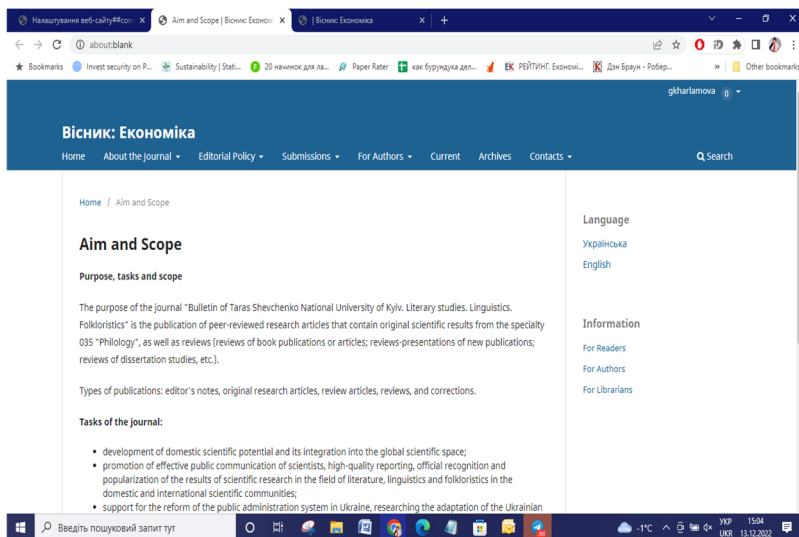 Налаштування веб-сайту##com
Aim and Scope | Вісник: Економі
| Вісник: Економіка
about:blank
Bookmarks
Invest security on P...
Sustainability | Stati...
20 начинок для ла...
Paper Rater
как бурундука дел...
ЕК РЕЙТИНГ. Економі...
Дэн Браун - Робер...
»
Other bookmarks
gkharlamova 0
Вісник: Економіка
Home About the Journal Editorial Policy Submissions For Authors Current Archives Contacts Search
Home / Aim and Scope
Aim and Scope
Purpose, tasks and scope
The purpose of the journal "Bulletin of Taras Shevchenko National University of Kyiv. Literary studies. Linguistics.
Folkloristics" is the publication of peer-reviewed research articles that contain original scientific results from the specialty
035 "Philology", as well as reviews (reviews of book publications or articles; reviews-presentations of new publications;
reviews of dissertation studies, etc.).
Types of publications: editor's notes, original research articles, review articles, reviews, and corrections.
Tasks of the journal:
• development of domestic scientific potential and its integration into the global scientific space;
• promotion of effective public communication of scientists, high-quality reporting, official recognition and
popularization of the results of scientific research in the field of literature, linguistics and folkloristics in the
domestic and international scientific communities;
• support for the reform of the public administration system in Ukraine, researching the adaptation of the Ukrainian
Language
Українська
English
Information
For Readers
For Authors
For Librarians
Введіть пошуковий запит тут
-1°C
УКР
UKR
15:04
13.12.2022